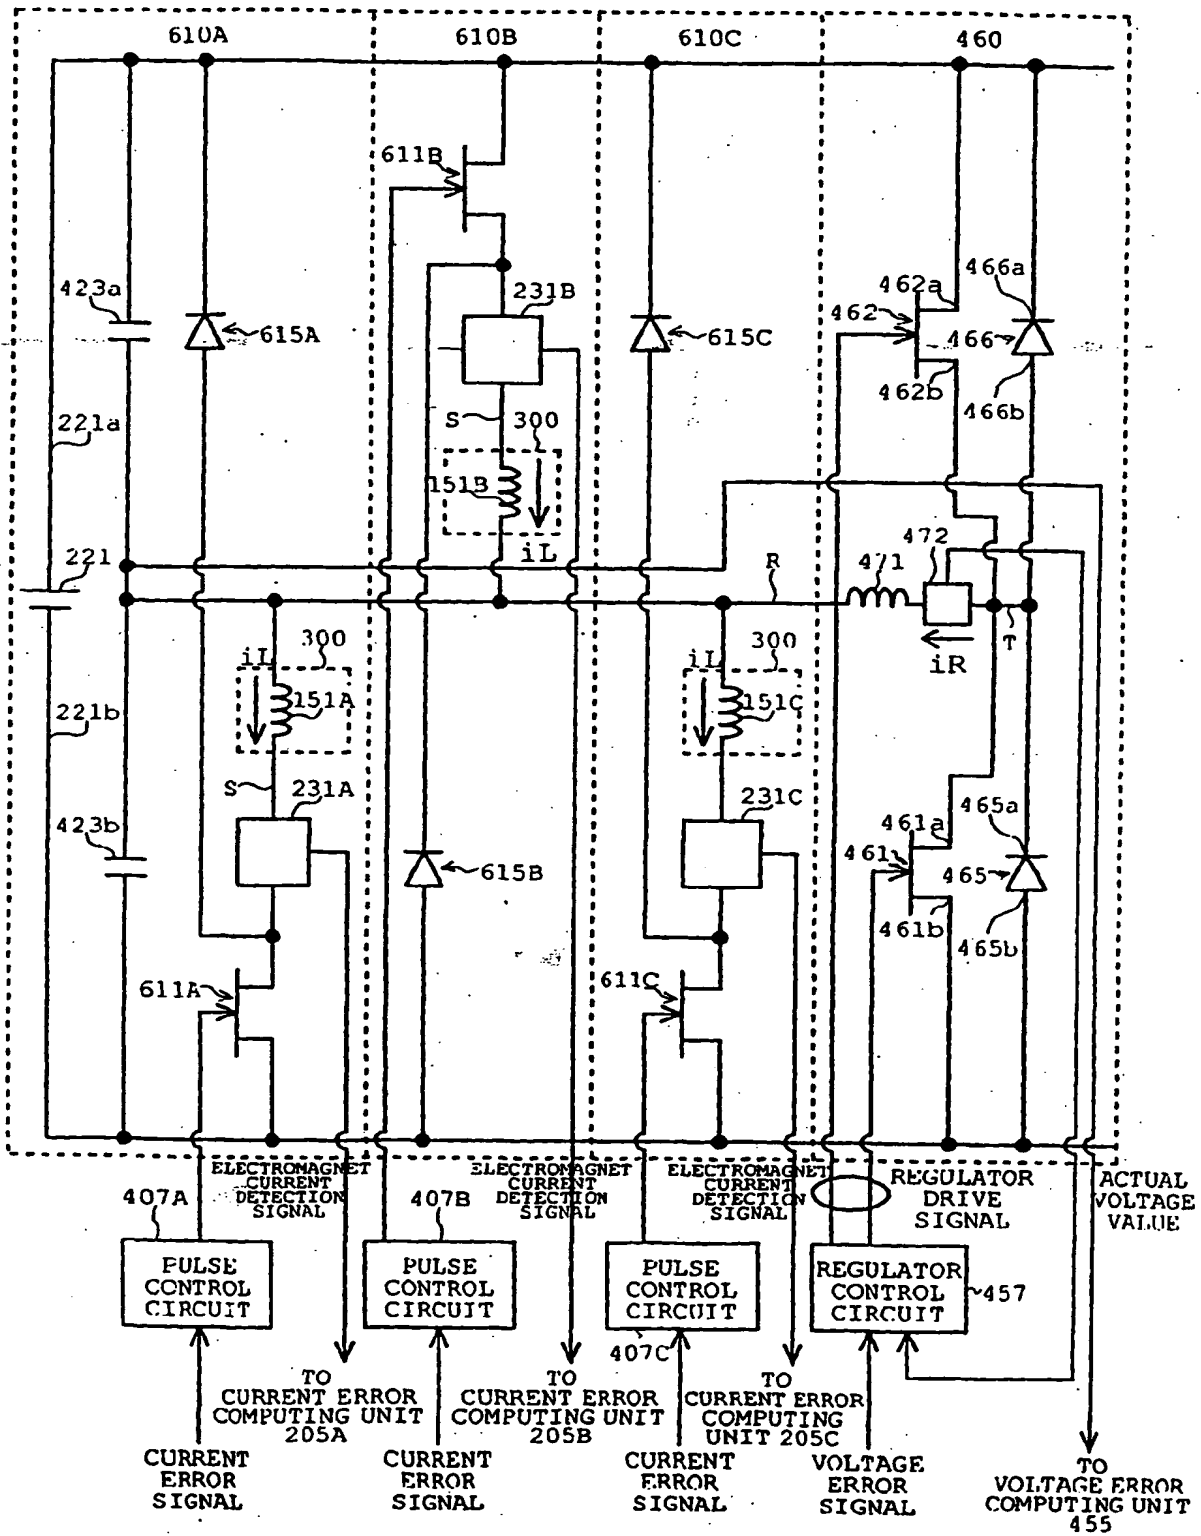 610A 610B 610C 460
611B
423a
231B
615A
615C
462a 466a
462
466
462b
466b
S 300
221a
151B
iL
221
R 471 472
iR
T
iL 300
iL 300
151A
151C
221b
S 231A
231C
423b
461a 465a
461
465
615B
461b
465b
611A
611C
ELECTROMAGNET
CURRENT
DETECTION
SIGNAL
ELECTROMAGNET
CURRENT
DETECTION
SIGNAL
ELECTROMAGNET
CURRENT
DETECTION
SIGNAL
REGULATOR
DRIVE
SIGNAL
ACTUAL
VOLTAGE
VALUE
407A
407B
PULSE
CONTROL
CIRCUIT
PULSE
CONTROL
CIRCUIT
PULSE
CONTROL
CIRCUIT
REGULATOR
CONTROL
CIRCUIT
457
407C
TO
CURRENT ERROR
COMPUTING UNIT
205A
TO
CURRENT ERROR
COMPUTING UNIT
205B
TO
CURRENT ERROR
COMPUTING
UNIT 205C
CURRENT
ERROR
SIGNAL
CURRENT
ERROR
SIGNAL
CURRENT
ERROR
SIGNAL
VOLTAGE
ERROR
SIGNAL
TO
VOLTAGE ERROR
COMPUTING UNIT
455